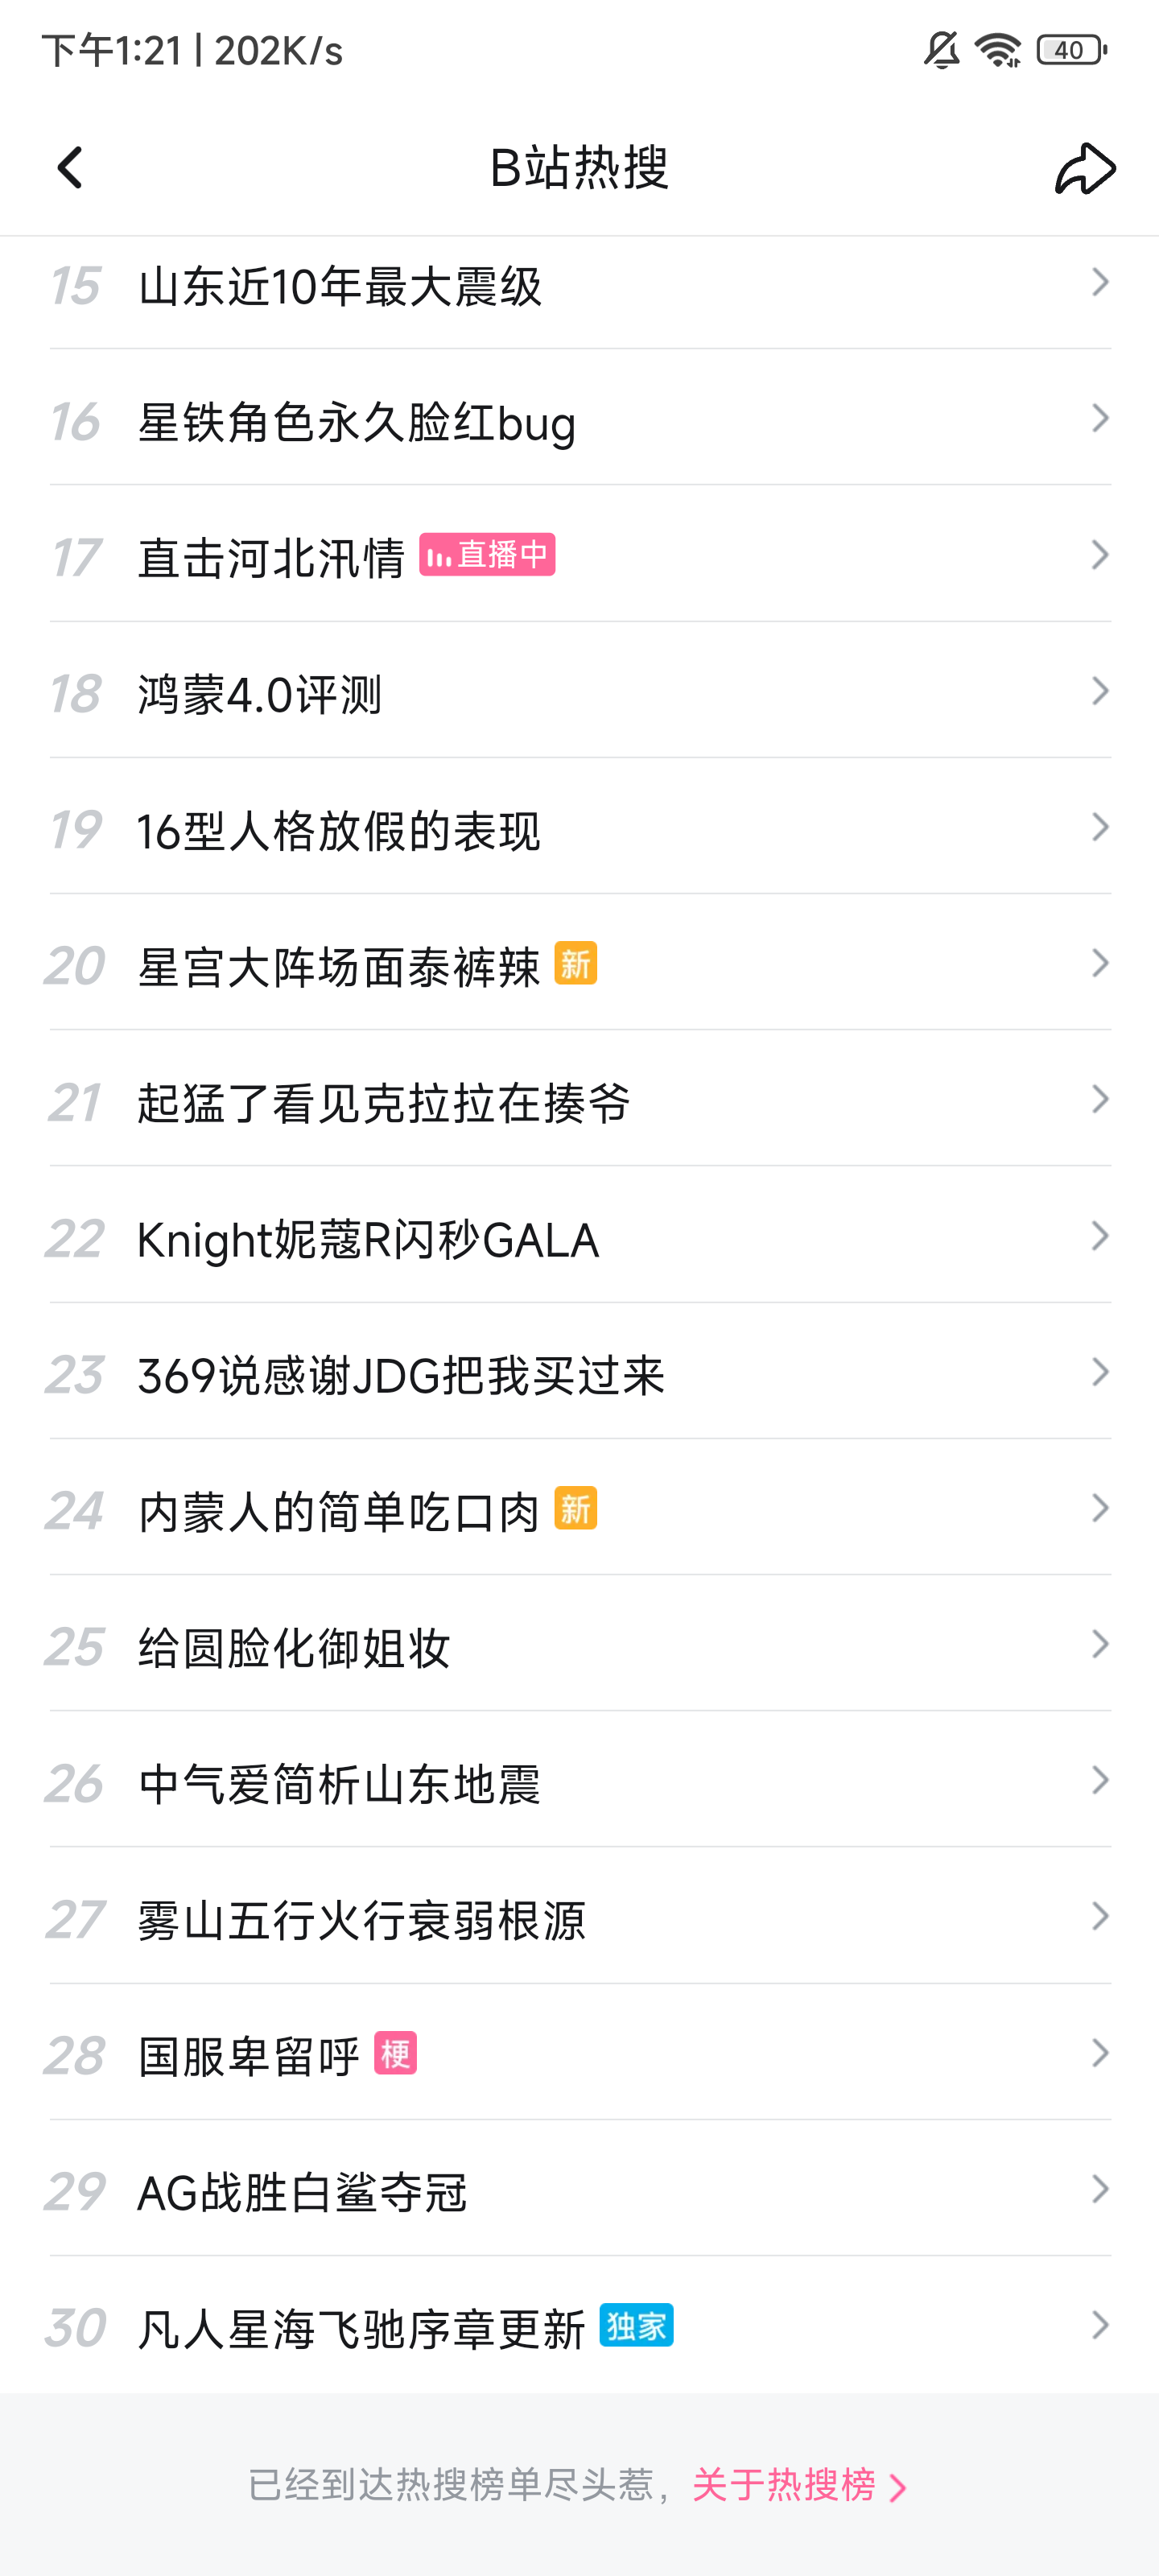 下午1:21 | 202K/s
40
B站热搜
15 山东近10年最大震级
16 星铁角色永久脸红bug
17 直击河北汛情 直播中
18 鸿蒙4.0评测
19 16型人格放假的表现
20 星宫大阵场面泰裤辣 新
21 起猛了看见克拉拉在揍爷
22 Knight妮蔻R闪秒GALA
23 369说感谢JDG把我买过来
24 内蒙人的简单吃口肉 新
25 给圆脸化御姐妆
26 中气爱简析山东地震
27 雾山五行火行衰弱根源
28 国服卑留呼 梗
29 AG战胜白鲨夺冠
30 凡人星海飞驰序章更新 独家
已经到达热搜榜单尽头惹，关于热搜榜